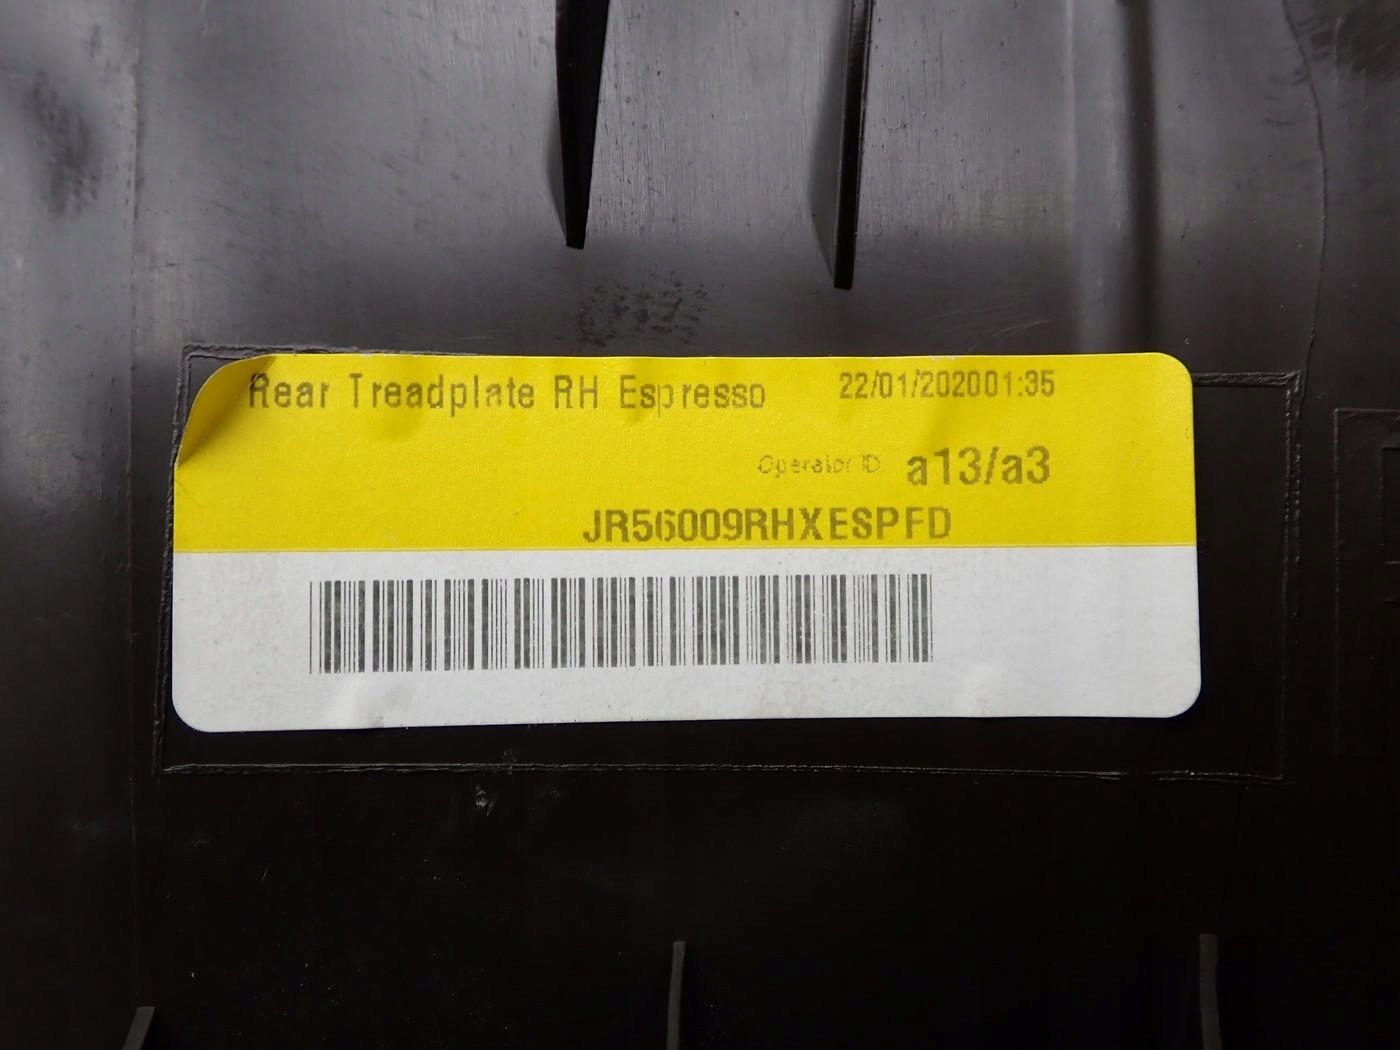 Rear Treadplate RH Espresso
22/01/202001:35
Operator ID: a13/a3
JR56009RHXESPFD